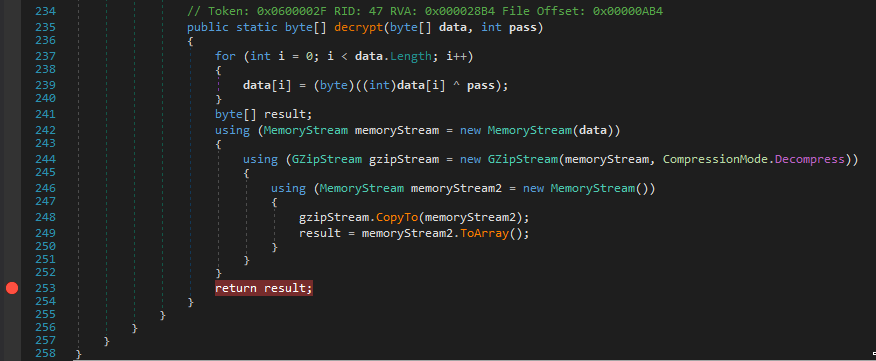 234 // Token: 0x0600002F RID: 47 RVA: 0x000028B4 File Offset: 0x00000AB4
235 public static byte[] decrypt(byte[] data, int pass)
236 {
237 for (int i = 0; i < data.Length; i++)
238 {
239 data[i] = (byte)((int)data[i] ^ pass);
240 }
241 byte[] result;
242 using (MemoryStream memoryStream = new MemoryStream(data))
243 {
244 using (GZipStream gzipStream = new GZipStream(memoryStream, CompressionMode.Decompress))
245 {
246 using (MemoryStream memoryStream2 = new MemoryStream())
247 {
248 gzipStream.CopyTo(memoryStream2);
249 result = memoryStream2.ToArray();
250 }
251 }
252 }
253 return result;
254 }
255 }
256 }
257 }
258 }